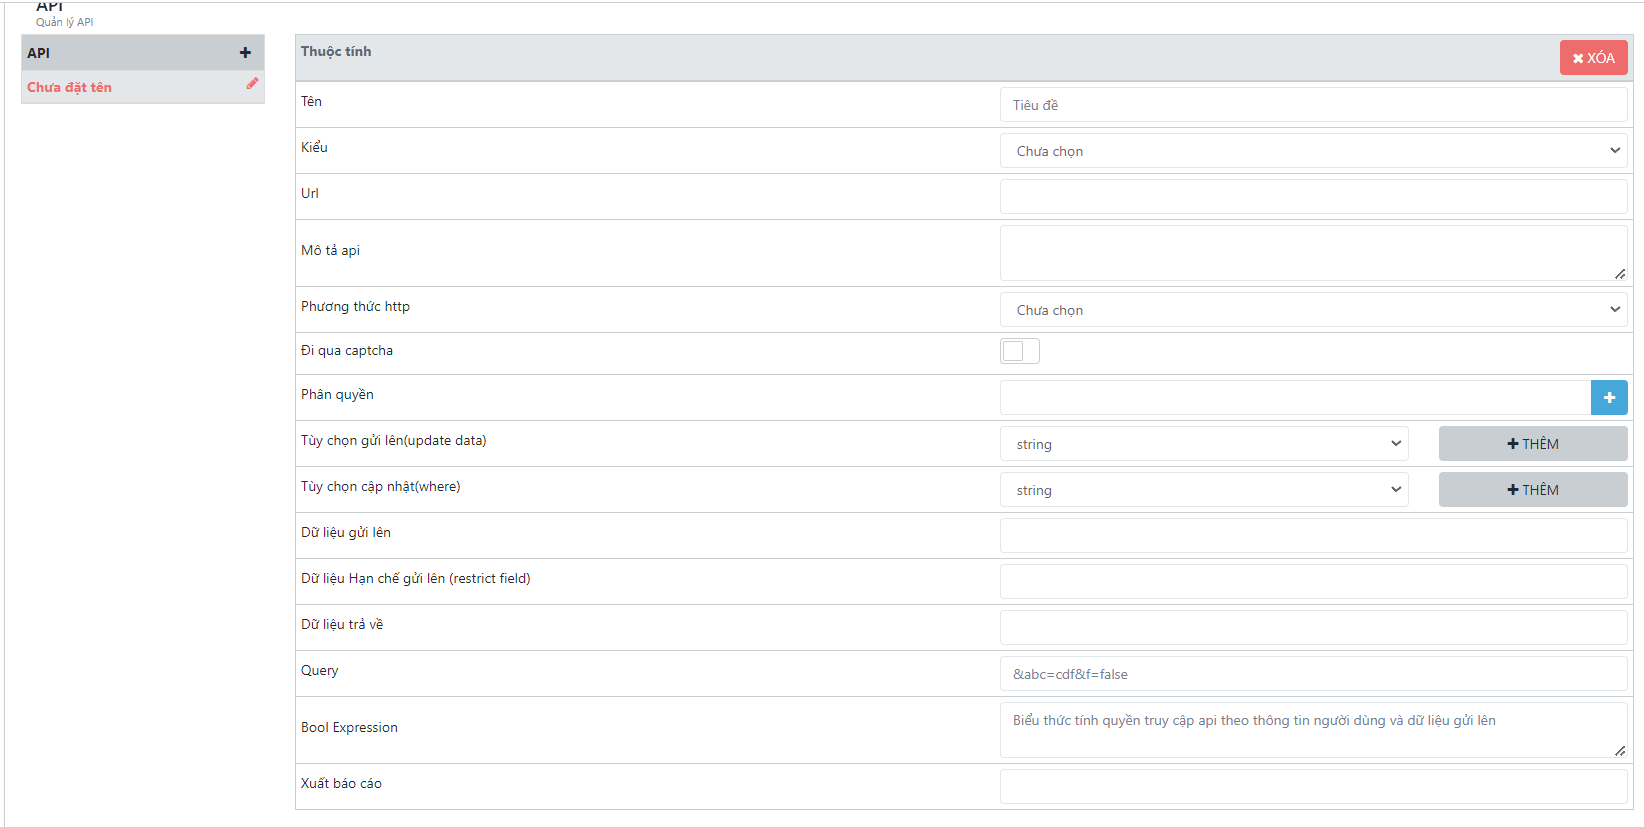 API
Quản lý API
API
Chưa đặt tên
Thuộc tính
XÓA
Tên
Tiêu đề
Kiểu
Chưa chọn
Url
Mô tả api
Phương thức http
Chưa chọn
Đi qua captcha
Phân quyền
Tùy chọn gửi lên(update data)
string
THÊM
Tùy chọn cập nhật(where)
string
THÊM
Dữ liệu gửi lên
Dữ liệu Hạn chế gửi lên (restrict field)
Dữ liệu trả về
Query
&abc=cdf&f=false
Bool Expression
Biểu thức tính quyền truy cập api theo thông tin người dùng và dữ liệu gửi lên
Xuất báo cáo